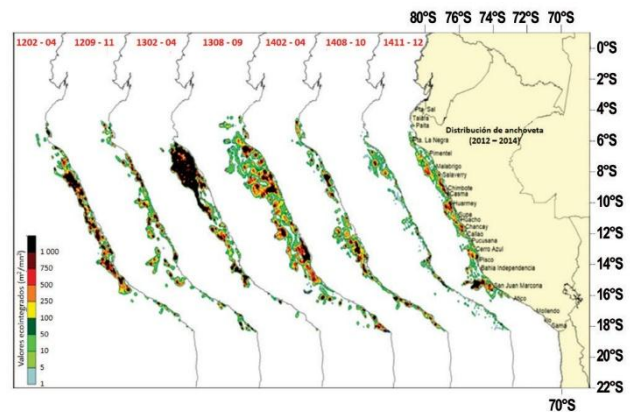 80°S 76°S 74°S 70°S
1202 - 04 1209 - 11 1302 - 04 1308 - 09 1402 - 04 1408 - 10 1411 - 12
0°S
2°S
4°S
6°S
8°S
10°S
12°S
14°S
16°S
18°S
20°S
22°S
70°S
Distribución de anchoveta
(2012 – 2014)
Pta. Sal
Talara
Paita
Pta. La Negra
Pimentel
Malabrigo
Salaverry
Chimbote
Casma
Huarmey
Supe
Huacho
Chancay
Callao
Pucusana
Cerro Azul
Pisco
Bahia Independencia
San Juan Marcona
Atico
Mollendo
Ilo
Sama
Valores ecointegrados (m²/mn²)
1 000
750
500
250
100
50
10
5
1